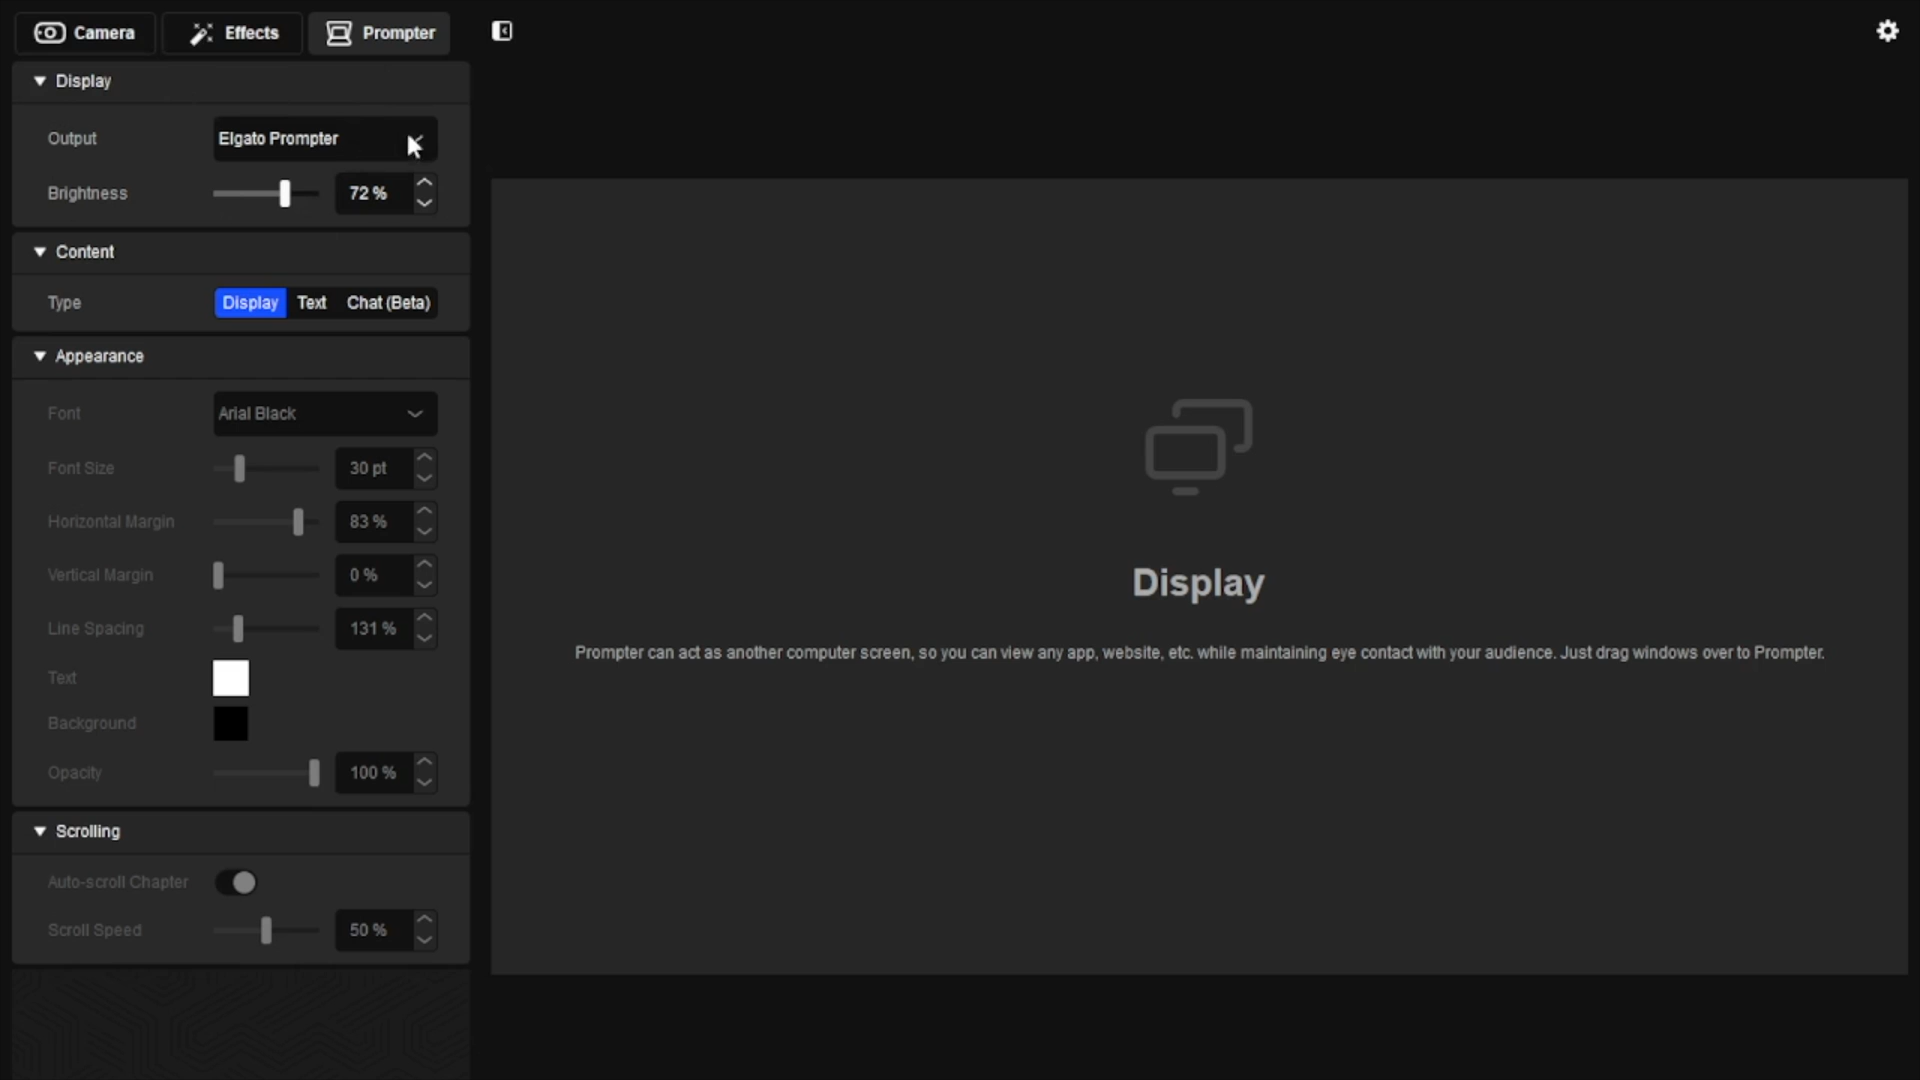 Camera
Effects
Prompter
Display
Output
Elgato Prompter
Brightness
72 %
Content
Type
Display
Text
Chat (Beta)
Appearance
Font
Arial Black
Font Size
30 pt
Horizontal Margin
83 %
Vertical Margin
0 %
Line Spacing
131 %
Text
Background
Opacity
100 %
Scrolling
Auto-scroll Chapter
Scroll Speed
50 %
Display
Prompter can act as another computer screen, so you can view any app, website, etc. while maintaining eye contact with your audience. Just drag windows over to Prompter.